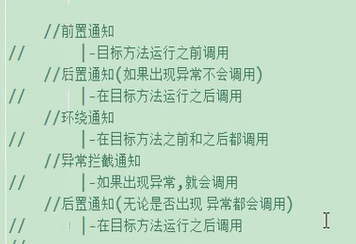 //前置通知
//    |-目标方法运行之前调用
//后置通知(如果出现异常不会调用)
//    |-在目标方法运行之后调用
//环绕通知
//    |-在目标方法之前和之后都调用
//异常拦截通知
//    |-如果出现异常,就会调用
//后置通知(无论是否出现 异常都会调用)
//    |-在目标方法运行之后调用
//